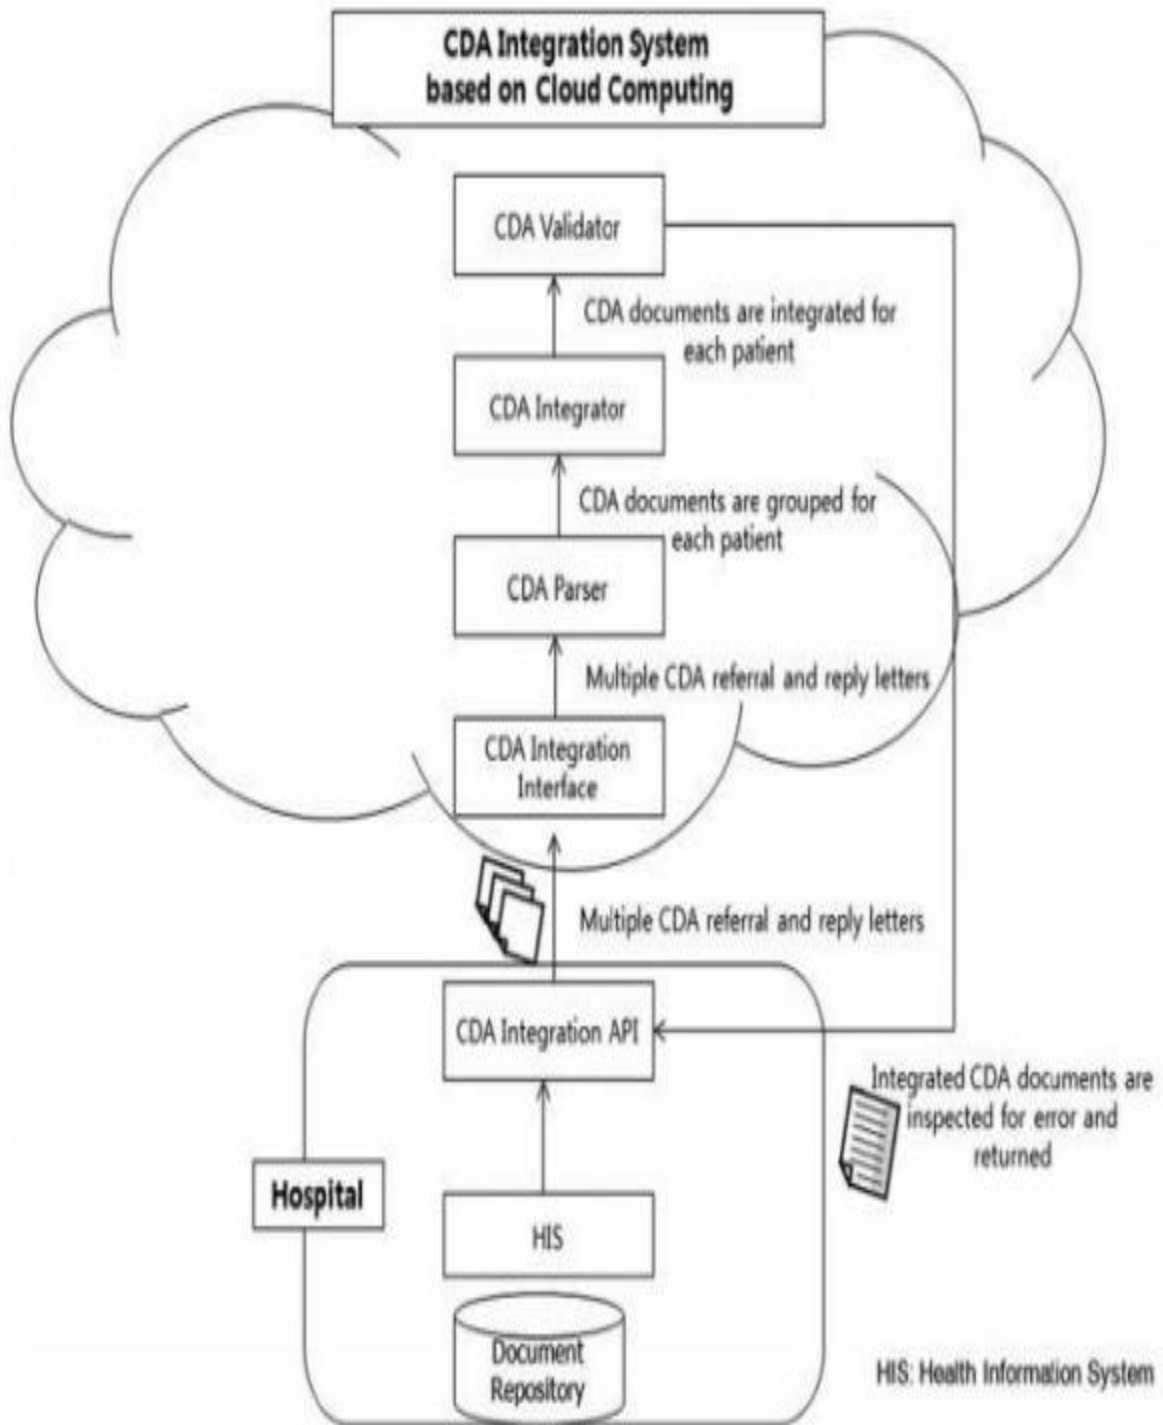 CDA Integration System
based on Cloud Computing
CDA Validator
CDA documents are integrated for
each patient
CDA Integrator
CDA documents are grouped for
each patient
CDA Parser
Multiple CDA referral and reply letters
CDA Integration
Interface
Multiple CDA referral and reply letters
CDA Integration API
Integrated CDA documents are
inspected for error and
returned
Hospital
HIS
Document
Repository
HIS: Health Information System